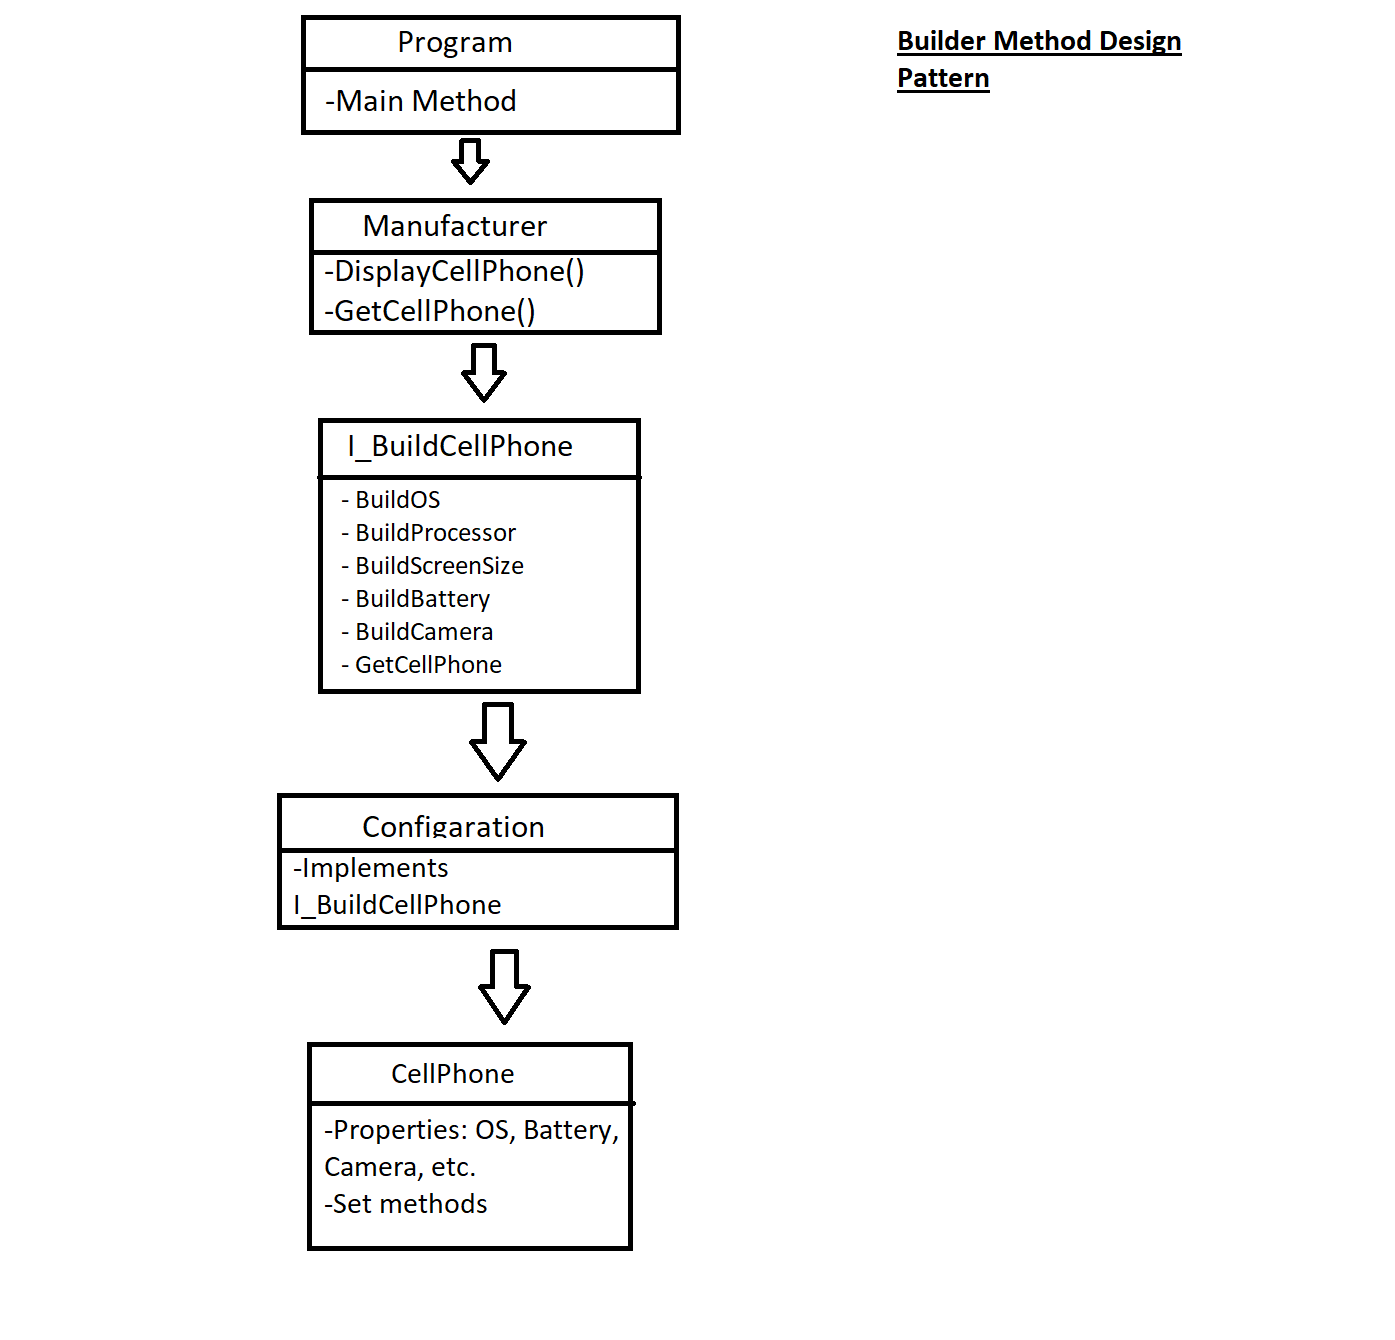 Program
-Main Method
Builder Method Design
Pattern
Manufacturer
-DisplayCellPhone()
-GetCellPhone()
I_BuildCellPhone
- BuildOS
- BuildProcessor
- BuildScreenSize
- BuildBattery
- BuildCamera
- GetCellPhone
Configaration
-Implements
I_BuildCellPhone
CellPhone
-Properties: OS, Battery,
Camera, etc.
-Set methods